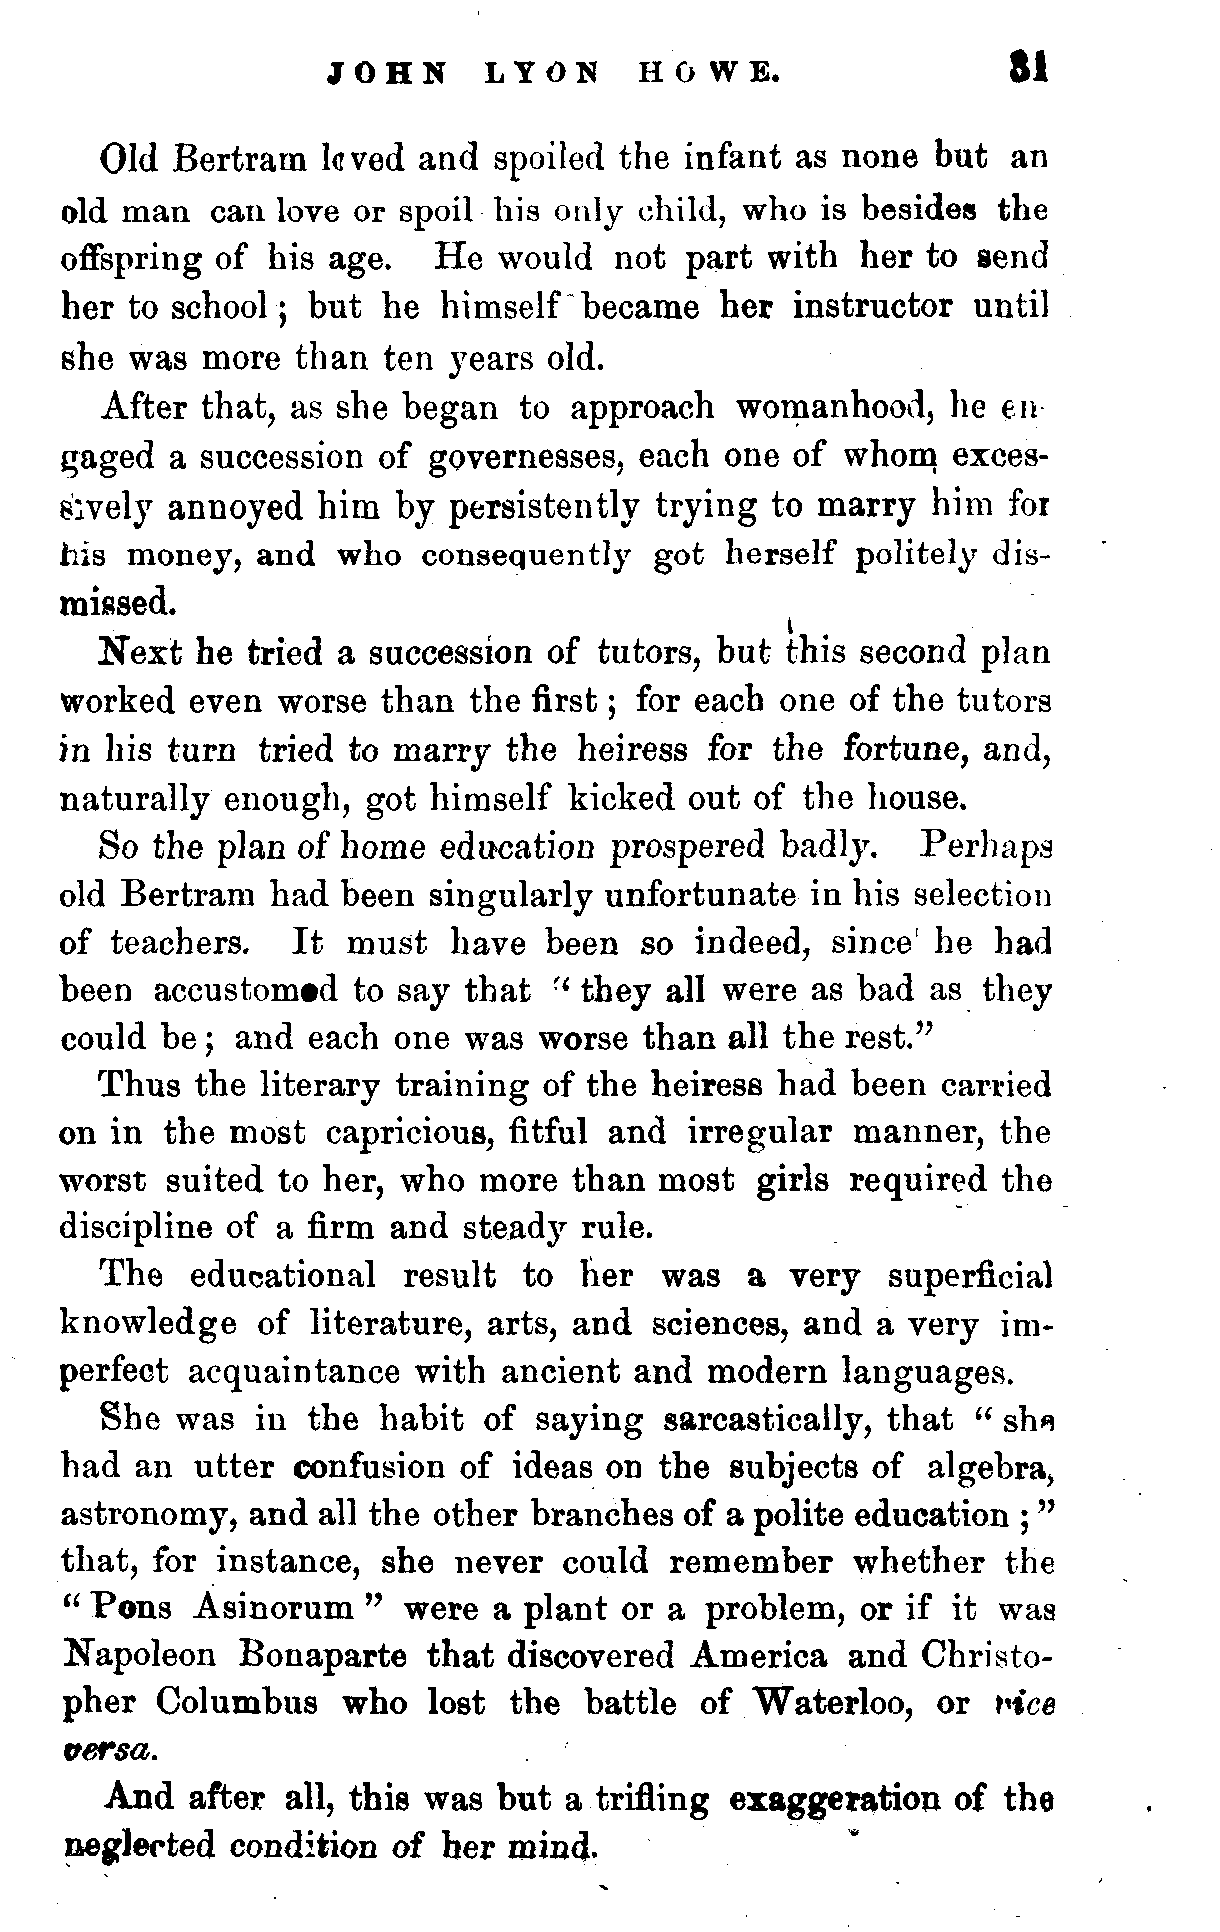 JOHN LYON HOWE. 31
Old Bertram loved and spoiled the infant as none but an
old man can love or spoil his only child, who is besides the
offspring of his age. He would not part with her to send
her to school; but he himself became her instructor until
she was more than ten years old.
After that, as she began to approach womanhood, he en-
gaged a succession of governesses, each one of whom exces-
sively annoyed him by persistently trying to marry him for
his money, and who consequently got herself politely dis-
missed.
Next he tried a succession of tutors, but this second plan
worked even worse than the first; for each one of the tutors
in his turn tried to marry the heiress for the fortune, and,
naturally enough, got himself kicked out of the house.
So the plan of home education prospered badly. Perhaps
old Bertram had been singularly unfortunate in his selection
of teachers. It must have been so indeed, since he had
been accustomed to say that "they all were as bad as they
could be; and each one was worse than all the rest."
Thus the literary training of the heiress had been carried
on in the most capricious, fitful and irregular manner, the
worst suited to her, who more than most girls required the
discipline of a firm and steady rule.
The educational result to her was a very superficial
knowledge of literature, arts, and sciences, and a very im-
perfect acquaintance with ancient and modern languages.
She was in the habit of saying sarcastically, that "she
had an utter confusion of ideas on the subjects of algebra,
astronomy, and all the other branches of a polite education;"
that, for instance, she never could remember whether the
"Pons Asinorum" were a plant or a problem, or if it was
Napoleon Bonaparte that discovered America and Christo-
pher Columbus who lost the battle of Waterloo, or vice
versa.
And after all, this was but a trifling exaggeration of the
neglected condition of her mind.